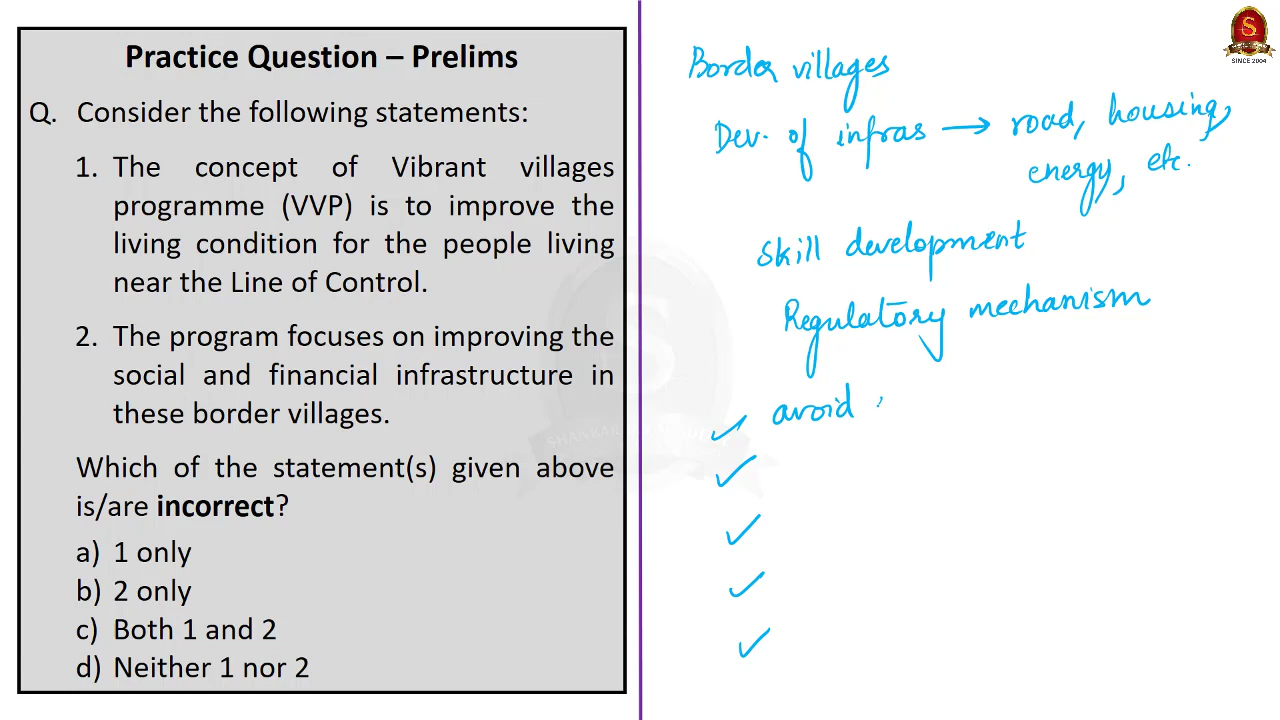 Practice Question – Prelims
Q. Consider the following statements:
1. The concept of Vibrant villages
programme (VVP) is to improve the
living condition for the people living
near the Line of Control.
2. The program focuses on improving the
social and financial infrastructure in
these border villages.
Which of the statement(s) given above
is/are incorrect?
a) 1 only
b) 2 only
c) Both 1 and 2
d) Neither 1 nor 2
Border villages
Dev. of infras → road, housing,
energy, etc.
Skill development
Regulatory mechanism
avoid
SINCE 2004